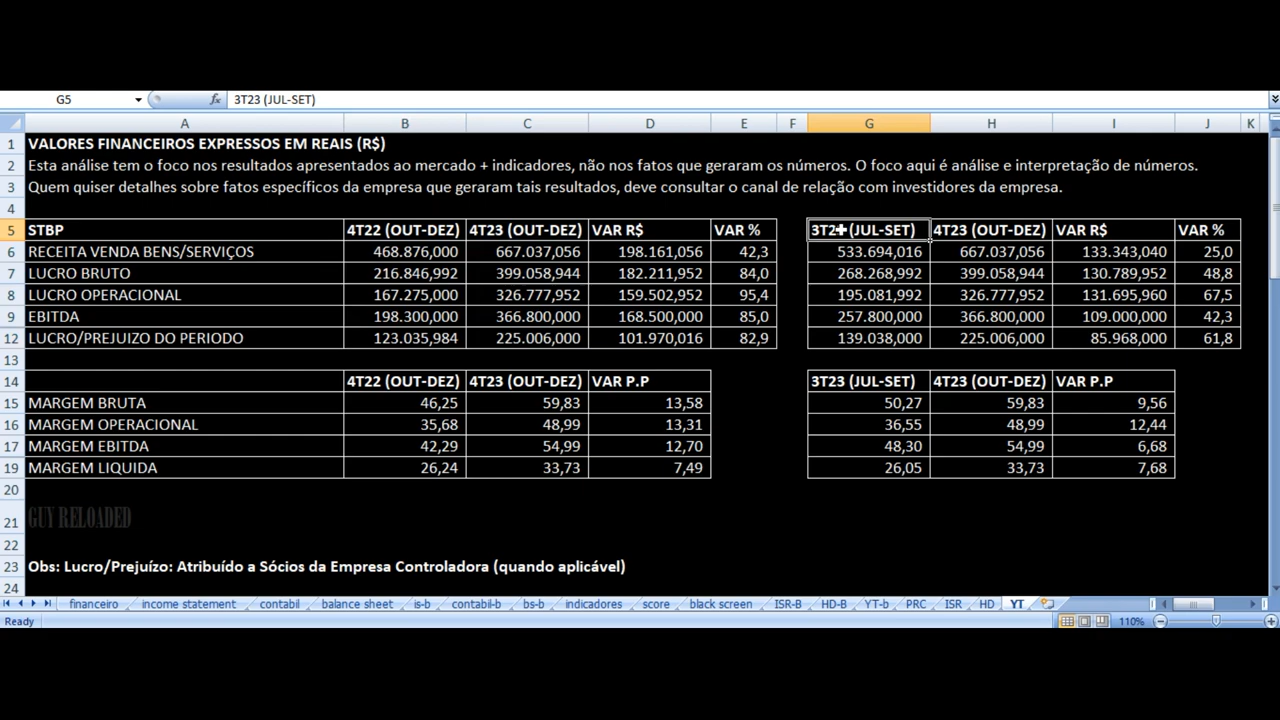 G5 fx 3T23 (JUL-SET)
A B C D E F G H I J K
1 VALORES FINANCEIROS EXPRESSOS EM REAIS (R$)
2 Esta análise tem o foco nos resultados apresentados ao mercado + indicadores, não nos fatos que geraram os números. O foco aqui é análise e interpretação de números.
3 Quem quiser detalhes sobre fatos específicos da empresa que geraram tais resultados, deve consultar o canal de relação com investidores da empresa.
4
5 STBP 4T22 (OUT-DEZ) 4T23 (OUT-DEZ) VAR R$ VAR % 3T23 (JUL-SET) 4T23 (OUT-DEZ) VAR R$ VAR %
6 RECEITA VENDA BENS/SERVIÇOS 468.876,000 667.037,056 198.161,056 42,3 533.694,016 667.037,056 133.343,040 25,0
7 LUCRO BRUTO 216.846,992 399.058,944 182.211,952 84,0 268.268,992 399.058,944 130.789,952 48,8
8 LUCRO OPERACIONAL 167.275,000 326.777,952 159.502,952 95,4 195.081,992 326.777,952 131.695,960 67,5
9 EBITDA 198.300,000 366.800,000 168.500,000 85,0 257.800,000 366.800,000 109.000,000 42,3
12 LUCRO/PREJUIZO DO PERIODO 123.035,984 225.006,000 101.970,016 82,9 139.038,000 225.006,000 85.968,000 61,8
13
14 4T22 (OUT-DEZ) 4T23 (OUT-DEZ) VAR P.P 3T23 (JUL-SET) 4T23 (OUT-DEZ) VAR P.P
15 MARGEM BRUTA 46,25 59,83 13,58 50,27 59,83 9,56
16 MARGEM OPERACIONAL 35,68 48,99 13,31 36,55 48,99 12,44
17 MARGEM EBITDA 42,29 54,99 12,70 48,30 54,99 6,68
19 MARGEM LIQUIDA 26,24 33,73 7,49 26,05 33,73 7,68
20
21 GUY RELOADED
22
23 Obs: Lucro/Prejuízo: Atribuído a Sócios da Empresa Controladora (quando aplicável)
24
financeiro income statement contabil balance sheet is-b contabil-b bs-b indicadores score black screen ISR-B HD-B YT-b PRC ISR HD YT
Ready 110%